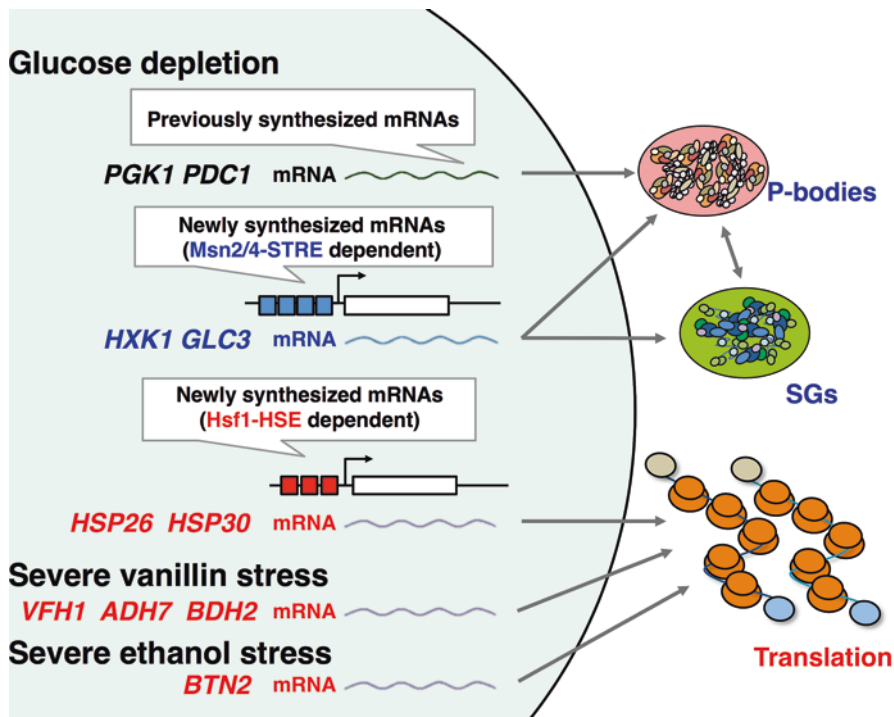 Glucose depletion
Previously synthesized mRNAs
PGK1 PDC1 mRNA
P-bodies
Newly synthesized mRNAs
(Msn2/4-STRE dependent)
HXK1 GLC3 mRNA
SGs
Newly synthesized mRNAs
(Hsf1-HSE dependent)
HSP26 HSP30 mRNA
Severe vanillin stress
VFH1 ADH7 BDH2 mRNA
Severe ethanol stress
Translation
BTN2 mRNA